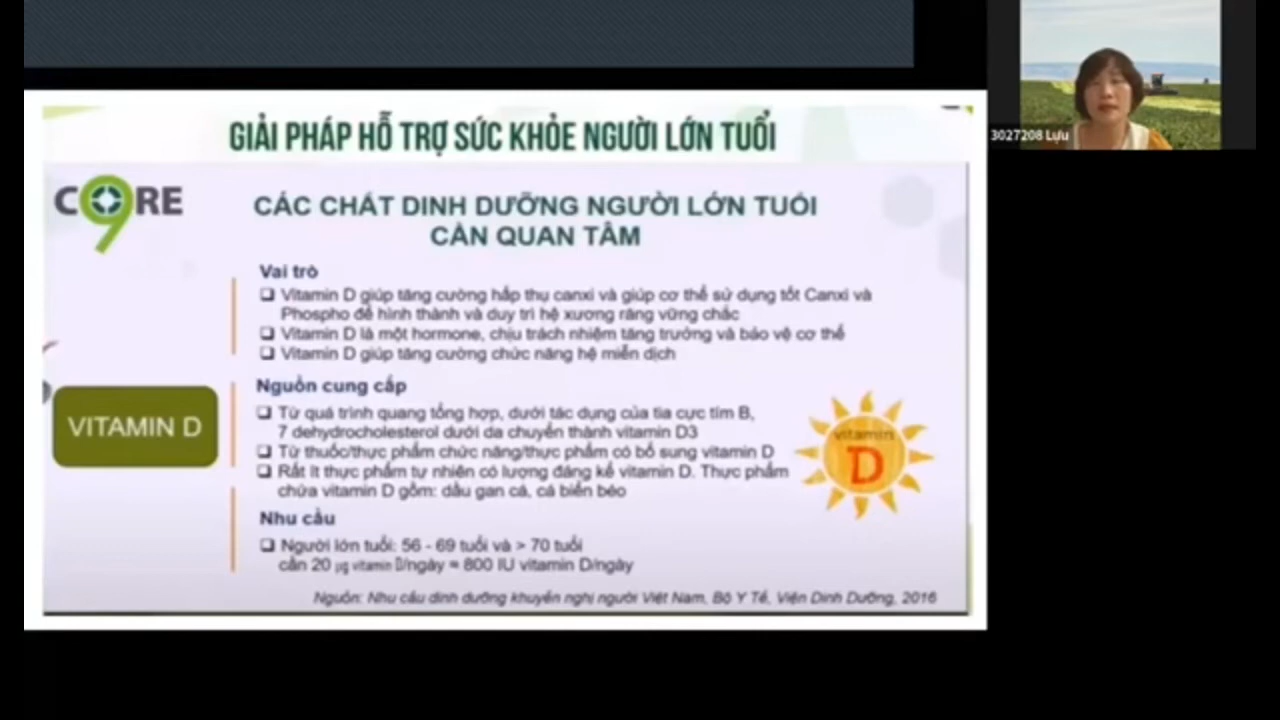 GIẢI PHÁP HỖ TRỢ SỨC KHỎE NGƯỜI LỚN TUỔI
3027208 Lựu
C9RE
CÁC CHẤT DINH DƯỠNG NGƯỜI LỚN TUỔI
CẦN QUAN TÂM
Vai trò
❑ Vitamin D giúp tăng cường hấp thụ canxi và giúp cơ thể sử dụng tốt Canxi và
Phospho để hình thành và duy trì hệ xương răng vững chắc
❑ Vitamin D là một hormone, chịu trách nhiệm tăng trưởng và bảo vệ cơ thể
❑ Vitamin D giúp tăng cường chức năng hệ miễn dịch
VITAMIN D
Nguồn cung cấp
❑ Từ quá trình quang tổng hợp, dưới tác dụng của tia cực tím B,
7 dehydrocholesterol dưới da chuyển thành vitamin D3
❑ Từ thuốc/thực phẩm chức năng/thực phẩm có bổ sung vitamin D
❑ Rất ít thực phẩm tự nhiên có lượng đáng kể vitamin D. Thực phẩm
chứa vitamin D gồm: dầu gan cá, cá biển béo
vitamin
D
Nhu cầu
❑ Người lớn tuổi: 56 - 69 tuổi và > 70 tuổi
cần 20 µg vitamin D/ngày = 800 IU vitamin D/ngày
Nguồn: Nhu cầu dinh dưỡng khuyến nghị người Việt Nam, Bộ Y Tế, Viện Dinh Dưỡng, 2016